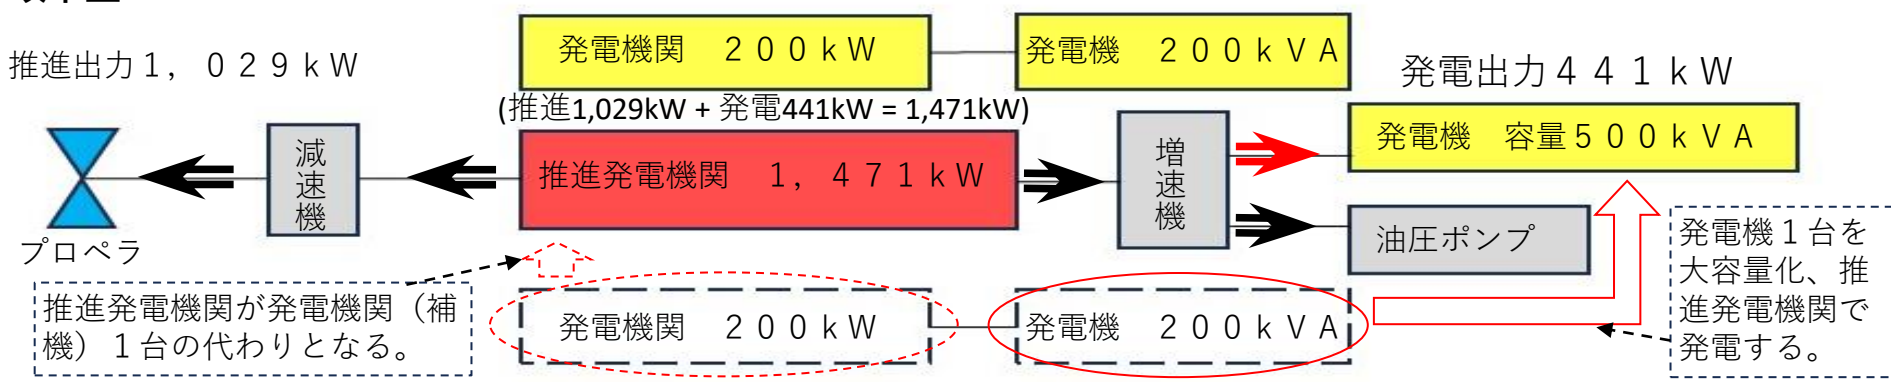 発電機関　２００ｋＷ
発電機　２００ｋＶＡ
推進出力１，０２９ｋＷ
発電出力４４１ｋＷ
(推進1,029kW + 発電441kW = 1,471kW)
減速機
推進発電機関　１，４７１ｋＷ
増速機
発電機　容量５００ｋＶＡ
油圧ポンプ
プロペラ
推進発電機関が発電機関（補
機）１台の代わりとなる。
発電機関　２００ｋＷ
発電機　２００ｋＶＡ
発電機１台を
大容量化、推
進発電機関で
発電する。